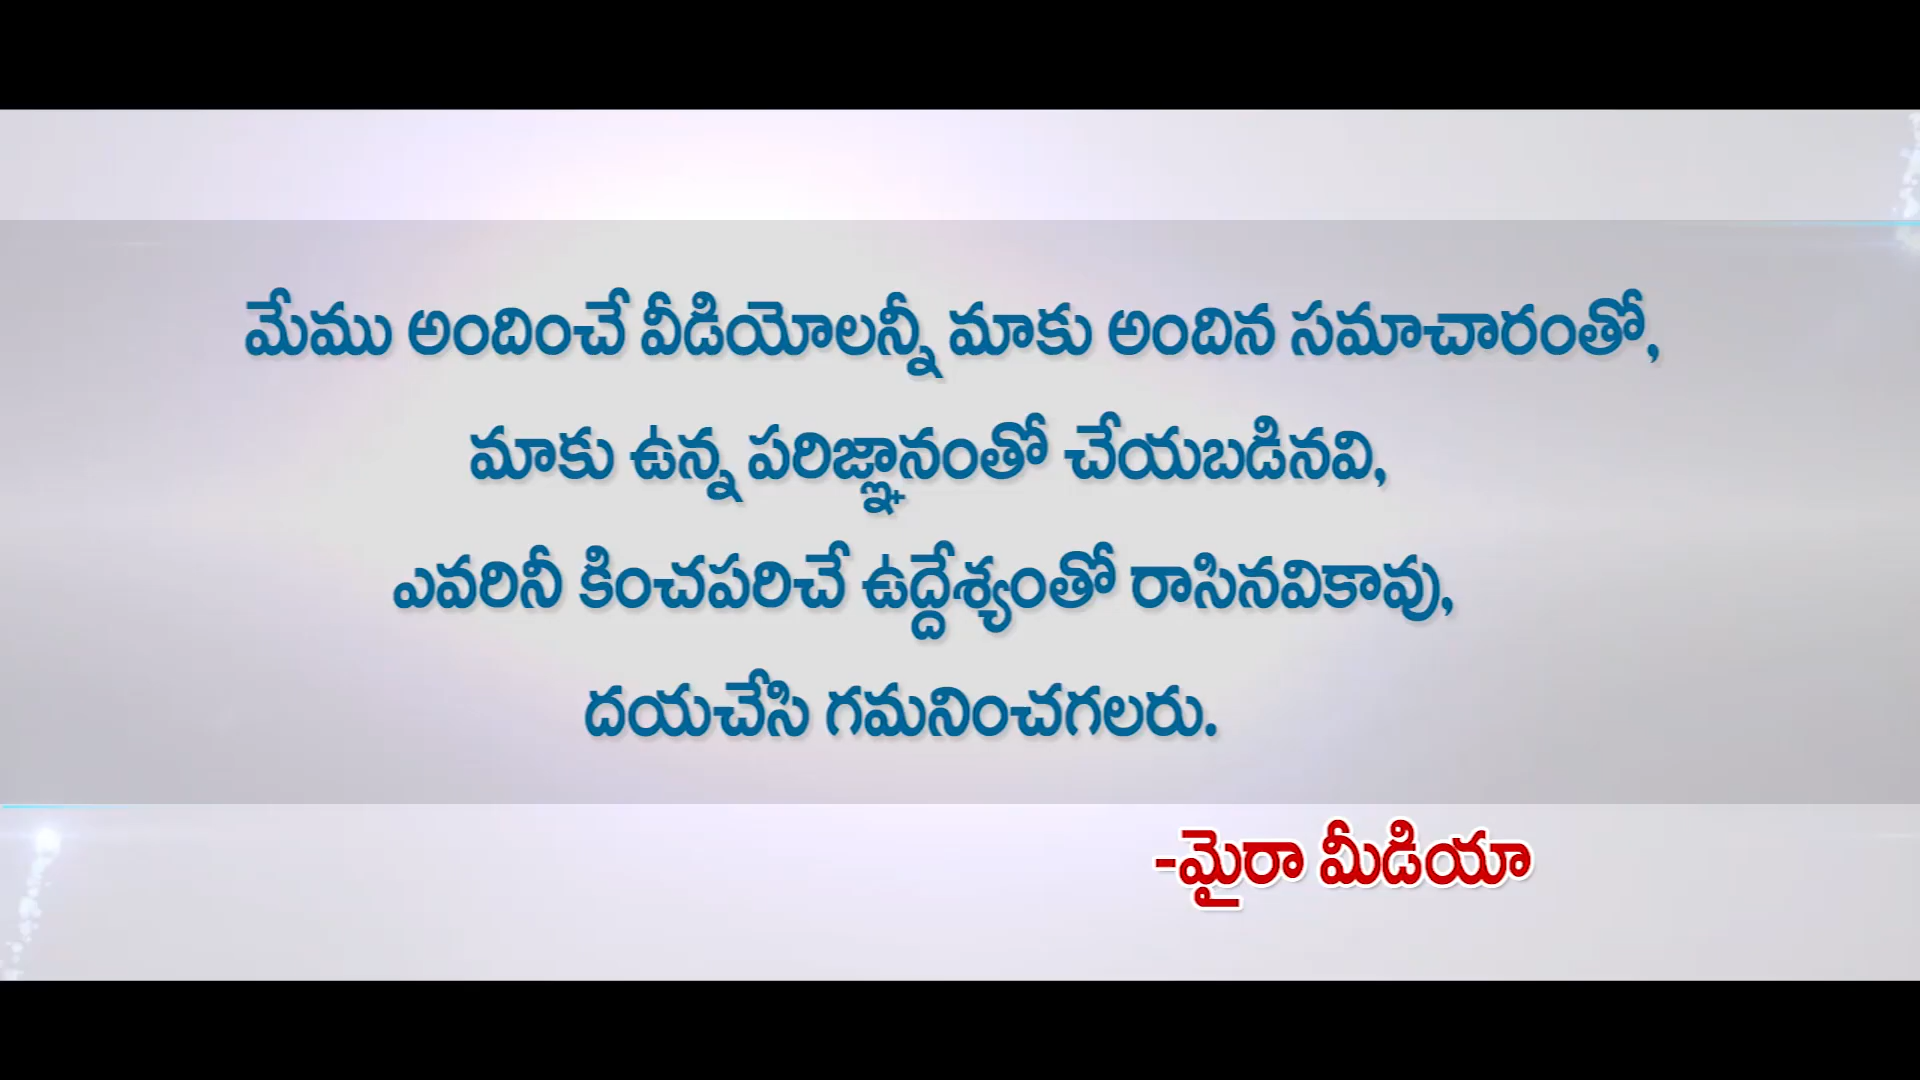 మేము అందించే వీడియోలన్నీ మాకు అందిన సమాచారంతో,
మాకు ఉన్న పరిజ్ఞానంతో చేయబడినవి,
ఎవరినీ కించపరిచే ఉద్దేశ్యంతో రాసినవికావు,
దయచేసి గమనించగలరు.
-మైరా మీడియా